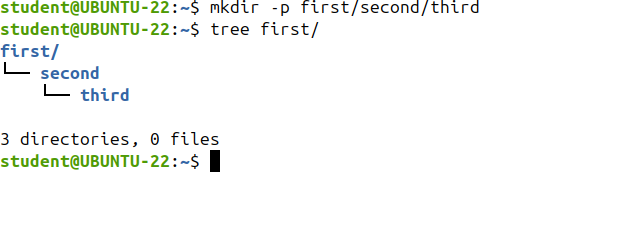 student@UBUNTU-22:~$ mkdir -p first/second/third
student@UBUNTU-22:~$ tree first/
first/
└── second
    └── third

3 directories, 0 files
student@UBUNTU-22:~$